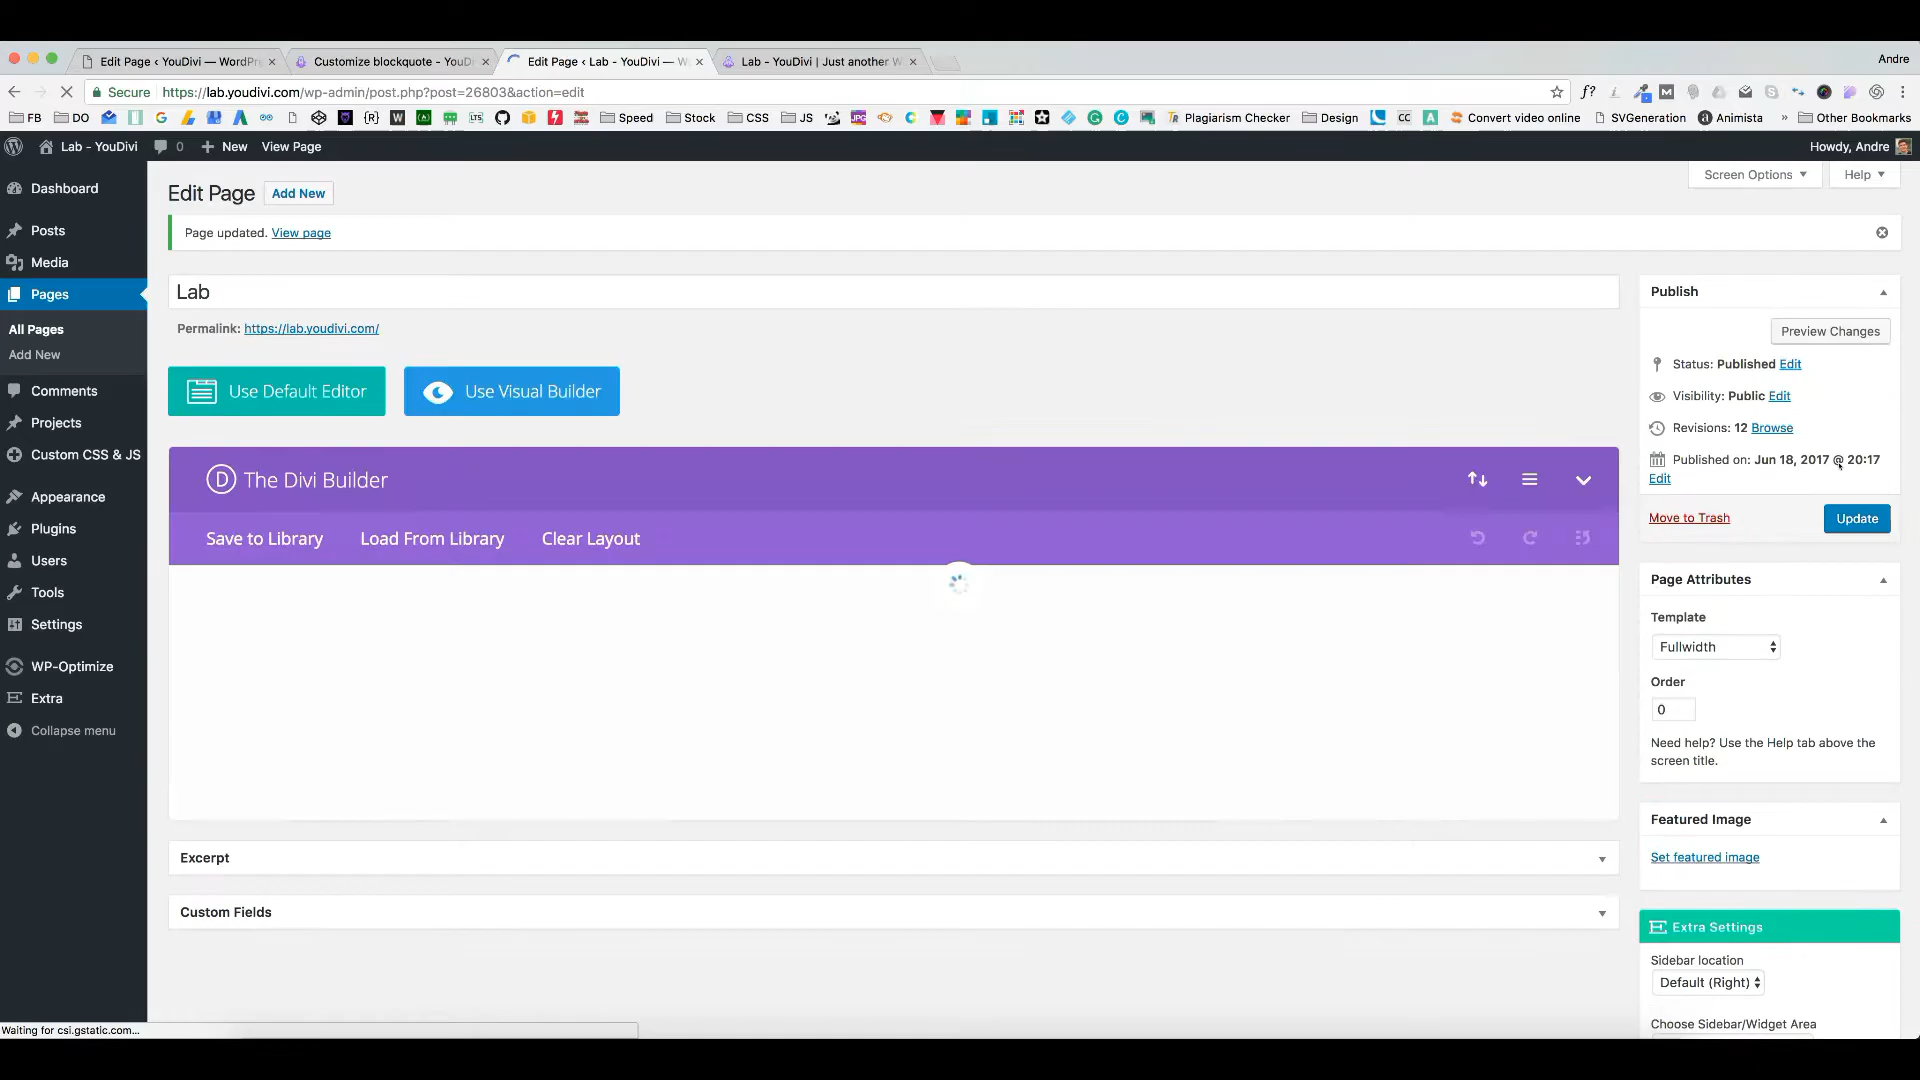 Andre
Edit Page ‹ YouDivi — WordPr
Customize blockquote - YouD
Edit Page ‹ Lab - YouDivi — W
Lab - YouDivi | Just another W
Secure
https://lab.youdivi.com/wp-admin/post.php?post=26803&action=edit
FB
DO
Speed
Stock
CSS
JS
Plagiarism Checker
Design
Convert video online
SVGeneration
Animista
»
Other Bookmarks
Lab - YouDivi
0
New
View Page
Howdy, Andre
Dashboard
Posts
Media
Pages
All Pages
Add New
Comments
Projects
Custom CSS & JS
Appearance
Plugins
Users
Tools
Settings
WP-Optimize
Extra
Collapse menu
Screen Options
Help
Edit Page
Add New
Page updated. View page
Lab
Permalink: https://lab.youdivi.com/
Use Default Editor
Use Visual Builder
The Divi Builder
Save to Library
Load From Library
Clear Layout
Excerpt
Custom Fields
Publish
Preview Changes
Status: Published Edit
Visibility: Public Edit
Revisions: 12 Browse
Published on: Jun 18, 2017 @ 20:17
Edit
Move to Trash
Update
Page Attributes
Template
Fullwidth
Order
0
Need help? Use the Help tab above the
screen title.
Featured Image
Set featured image
Extra Settings
Sidebar location
Default (Right)
Choose Sidebar/Widget Area
Waiting for csi.gstatic.com...